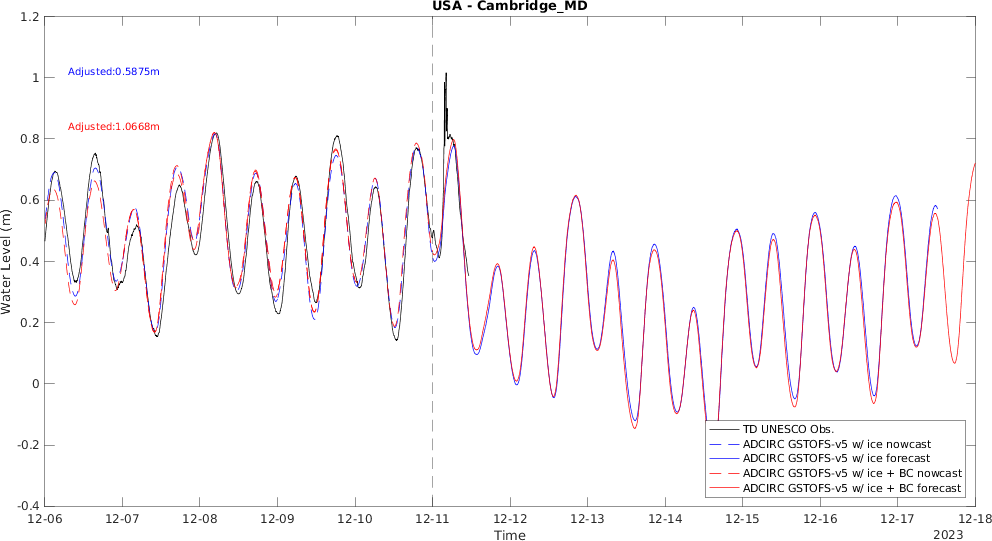 USA - Cambridge_MD
1.2
1
0.8
0.6
0.4
0.2
0
-0.2
-0.4
Water Level (m)
Adjusted:0.5875m
Adjusted:1.0668m
TD UNESCO Obs.
ADCIRC GSTOFS-v5 w/ ice nowcast
ADCIRC GSTOFS-v5 w/ ice forecast
ADCIRC GSTOFS-v5 w/ ice + BC nowcast
ADCIRC GSTOFS-v5 w/ ice + BC forecast
12-06 12-07 12-08 12-09 12-10 12-11 12-12 12-13 12-14 12-15 12-16 12-17 12-18
Time
2023